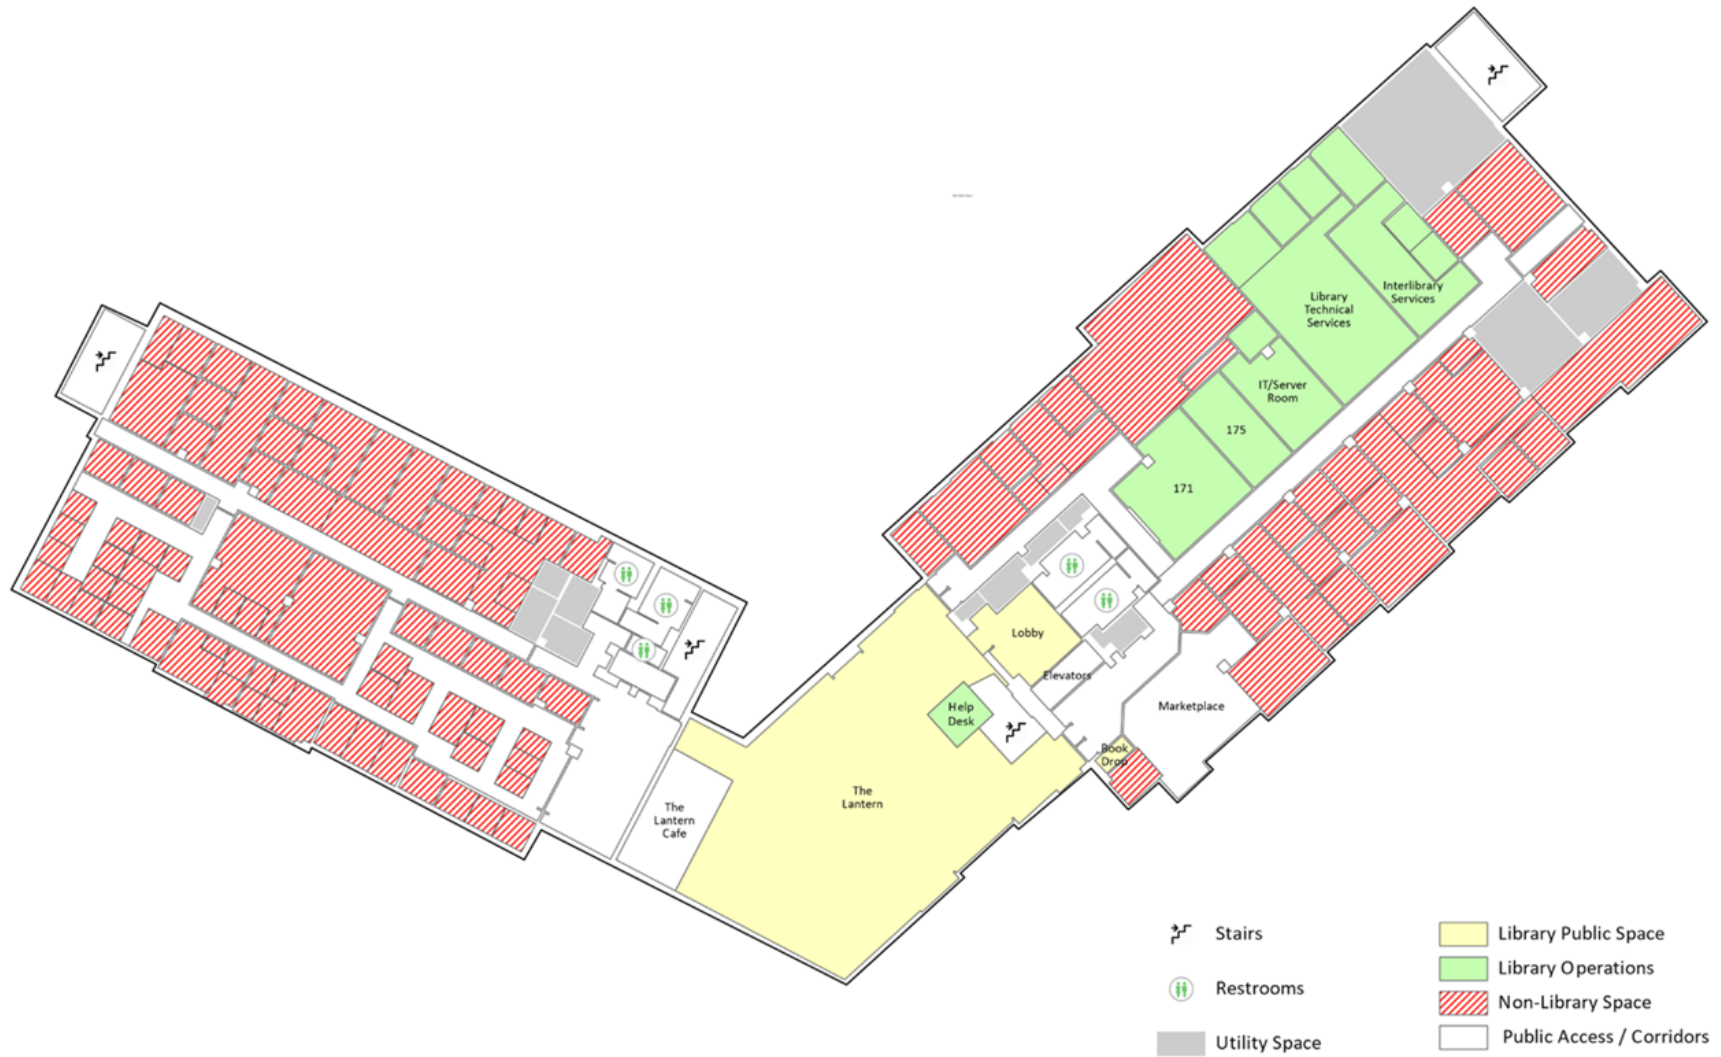 Library
Technical
Services
Interlibrary
Services
IT/Server
Room
175
171
Lobby
Elevators
Help
Desk
Marketplace
Book
Drop
The
Lantern
The
Lantern
Cafe
Stairs
Restrooms
Utility Space
Library Public Space
Library Operations
Non-Library Space
Public Access / Corridors